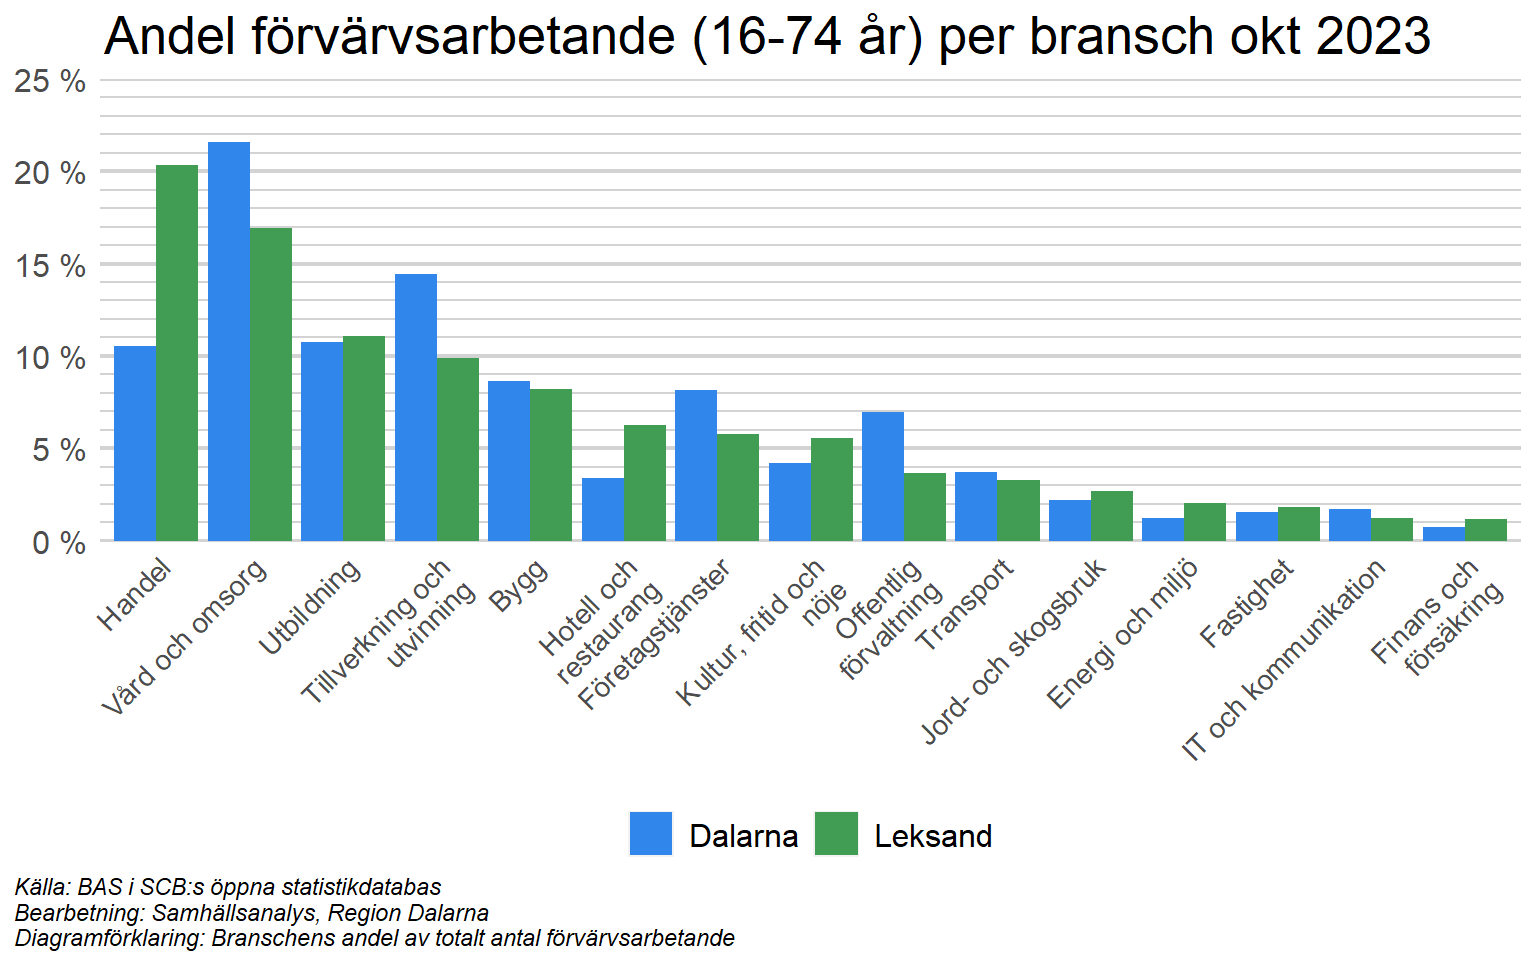 Andel förvärvsarbetande (16-74 år) per bransch okt 2023
25 %
20 %
15 %
10 %
5 %
0 %
Handel
Vård och omsorg
Utbildning
Tillverkning och
utvinning
Bygg
Hotell och
restaurang
Företagstjänster
Kultur, fritid och
nöje
Offentlig
förvaltning
Transport
Jord- och skogsbruk
Energi och miljö
Fastighet
IT och kommunikation
Finans och
försäkring
Dalarna
Leksand
Källa: BAS i SCB:s öppna statistikdatabas
Bearbetning: Samhällsanalys, Region Dalarna
Diagramförklaring: Branschens andel av totalt antal förvärvsarbetande